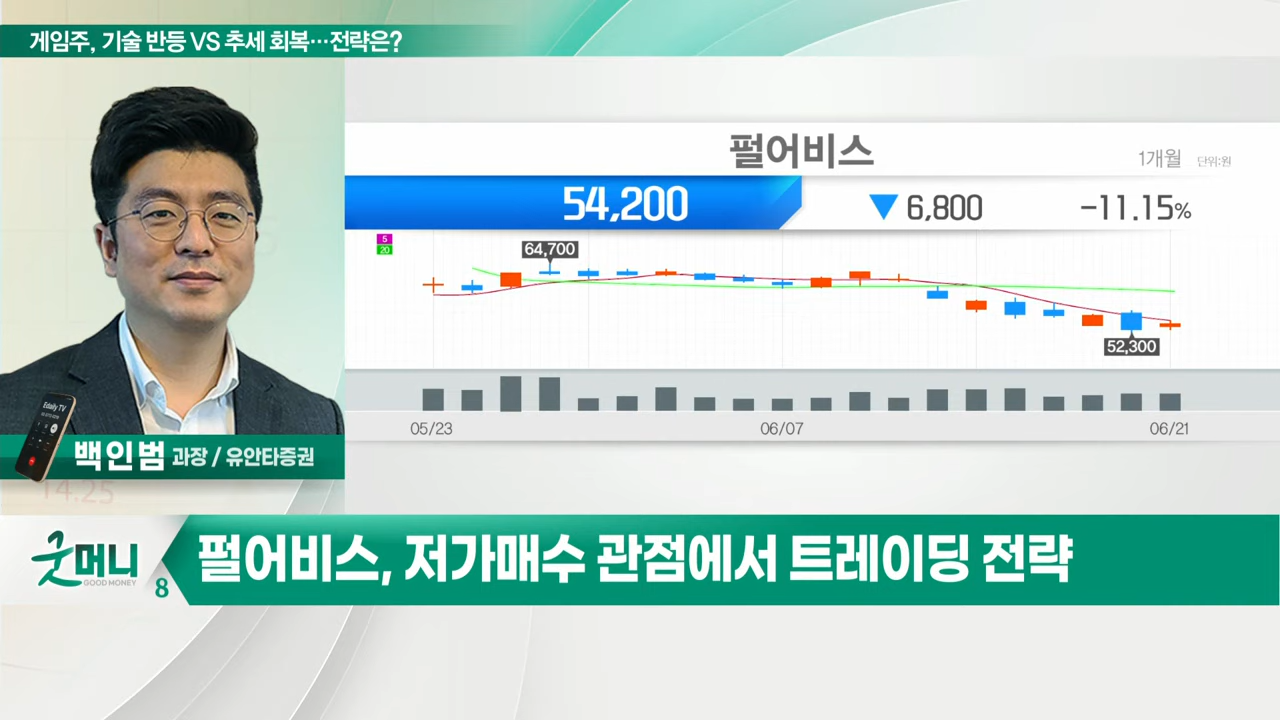 게임주, 기술 반등 VS 추세 회복…전략은?
펄어비스
1개월 단위:원
54,200 ▼ 6,800 -11.15%
5
20
64,700
52,300
05/23 06/07 06/21
Edaily TV
백인범 과장 / 유안타증권
14.25
굿머니
GOOD MONEY
8
펄어비스, 저가매수 관점에서 트레이딩 전략